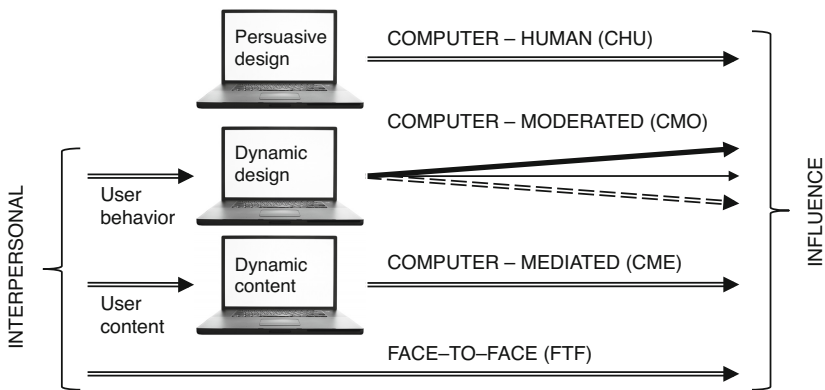 Persuasive
design
COMPUTER – HUMAN (CHU)
COMPUTER – MODERATED (CMO)
Dynamic
design
User
behavior
INTERPERSONAL
INFLUENCE
Dynamic
content
COMPUTER – MEDIATED (CME)
User
content
FACE–TO–FACE (FTF)